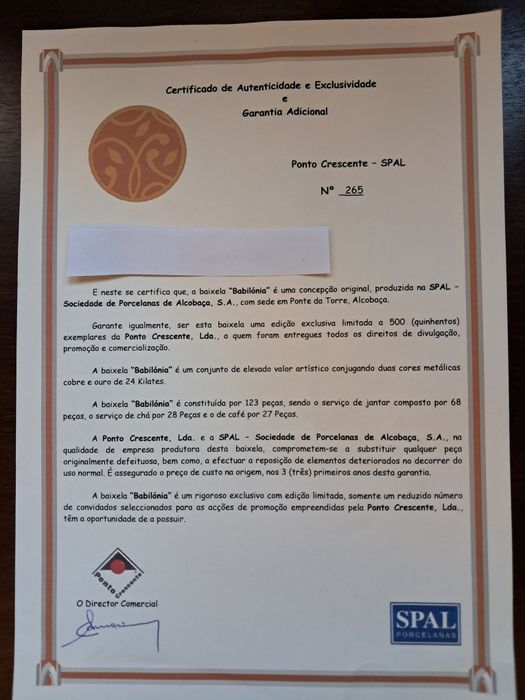 Certificado de Autenticidade e Exclusividade
e
Garantia Adicional
Ponto Crescente - SPAL
Nº 265
E neste se certifica que, a baixela "Babilónia" é uma concepção original, produzida na SPAL -
Sociedade de Porcelanas de Alcobaça, S.A., com sede em Ponte da Torre, Alcobaça.
Garante igualmente, ser esta baixela uma edição exclusiva limitada a 500 (quinhentos)
exemplares da Ponto Crescente, Lda., a quem foram entregues todos os direitos de divulgação,
promoção e comercialização.
A baixela "Babilónia" é um conjunto de elevado valor artístico conjugando duas cores metálicas
cobre e ouro de 24 Kilates.
A baixela "Babilónia" é constituída por 123 peças, sendo o serviço de jantar composto por 68
peças, o serviço de chá por 28 Peças e o de café por 27 Peças.
A Ponto Crescente, Lda. e a SPAL - Sociedade de Porcelanas de Alcobaça, S.A., na
qualidade de empresa produtora desta baixela, comprometem-se a substituir qualquer peça
originalmente defeituosa, bem como, a efectuar a reposição de elementos deteriorados no decorrer do
uso normal. É assegurado o preço de custo na origem, nos 3 (três) primeiros anos desta garantia.
A baixela "Babilónia" é um rigoroso exclusivo com edição limitada, somente um reduzido número
de convidados seleccionados para as acções de promoção empreendidas pela Ponto Crescente, Lda.,
têm a oportunidade de a possuir.
Ponto Crescente
O Director Comercial
SPAL
PORCELANAS